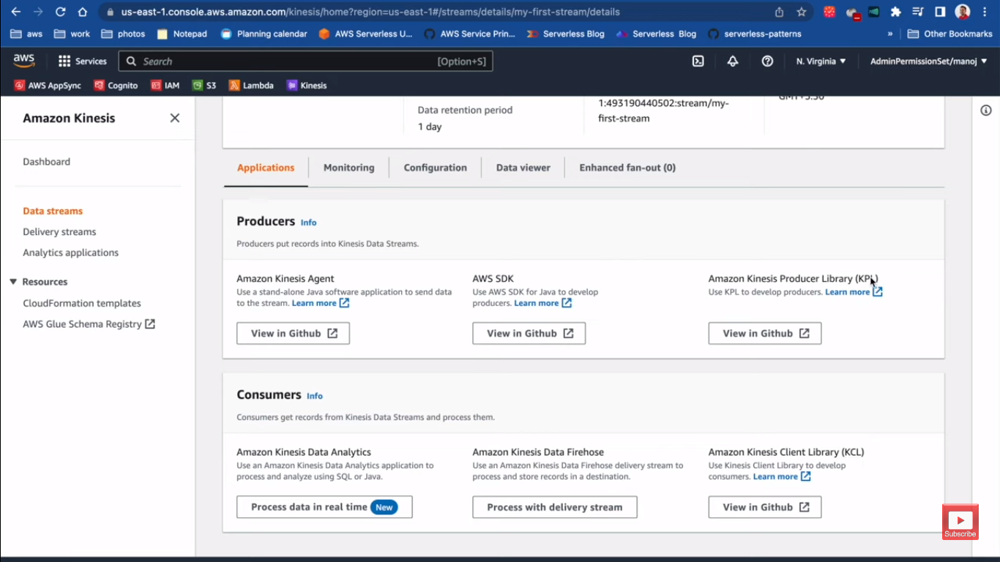 us-east-1.console.aws.amazon.com/kinesis/home?region=us-east-1#/streams/details/my-first-stream/details
aws work photos Notepad Planning calendar AWS Serverless U... AWS Service Prin... Serverless Blog Serverless Blog serverless-patterns » Other Bookmarks
aws Services Search [Option+S] N. Virginia AdminPermissionSet/manoj
AWS AppSync Cognito IAM S3 Lambda Kinesis
Amazon Kinesis
Dashboard
Data streams
Delivery streams
Analytics applications
Resources
CloudFormation templates
AWS Glue Schema Registry
Data retention period
1 day
1:493190440502:stream/my-
first-stream
GMT+5:30
Applications Monitoring Configuration Data viewer Enhanced fan-out (0)
Producers Info
Producers put records into Kinesis Data Streams.
Amazon Kinesis Agent
Use a stand-alone Java software application to send data
to the stream. Learn more
View in Github
AWS SDK
Use AWS SDK for Java to develop
producers. Learn more
View in Github
Amazon Kinesis Producer Library (KPL)
Use KPL to develop producers. Learn more
View in Github
Consumers Info
Consumers get records from Kinesis Data Streams and process them.
Amazon Kinesis Data Analytics
Use an Amazon Kinesis Data Analytics application to
process and analyze using SQL or Java.
Process data in real time New
Amazon Kinesis Data Firehose
Use an Amazon Kinesis Data Firehose delivery stream to
process and store records in a destination.
Process with delivery stream
Amazon Kinesis Client Library (KCL)
Use Kinesis Client Library to develop
consumers. Learn more
View in Github
Subscribe